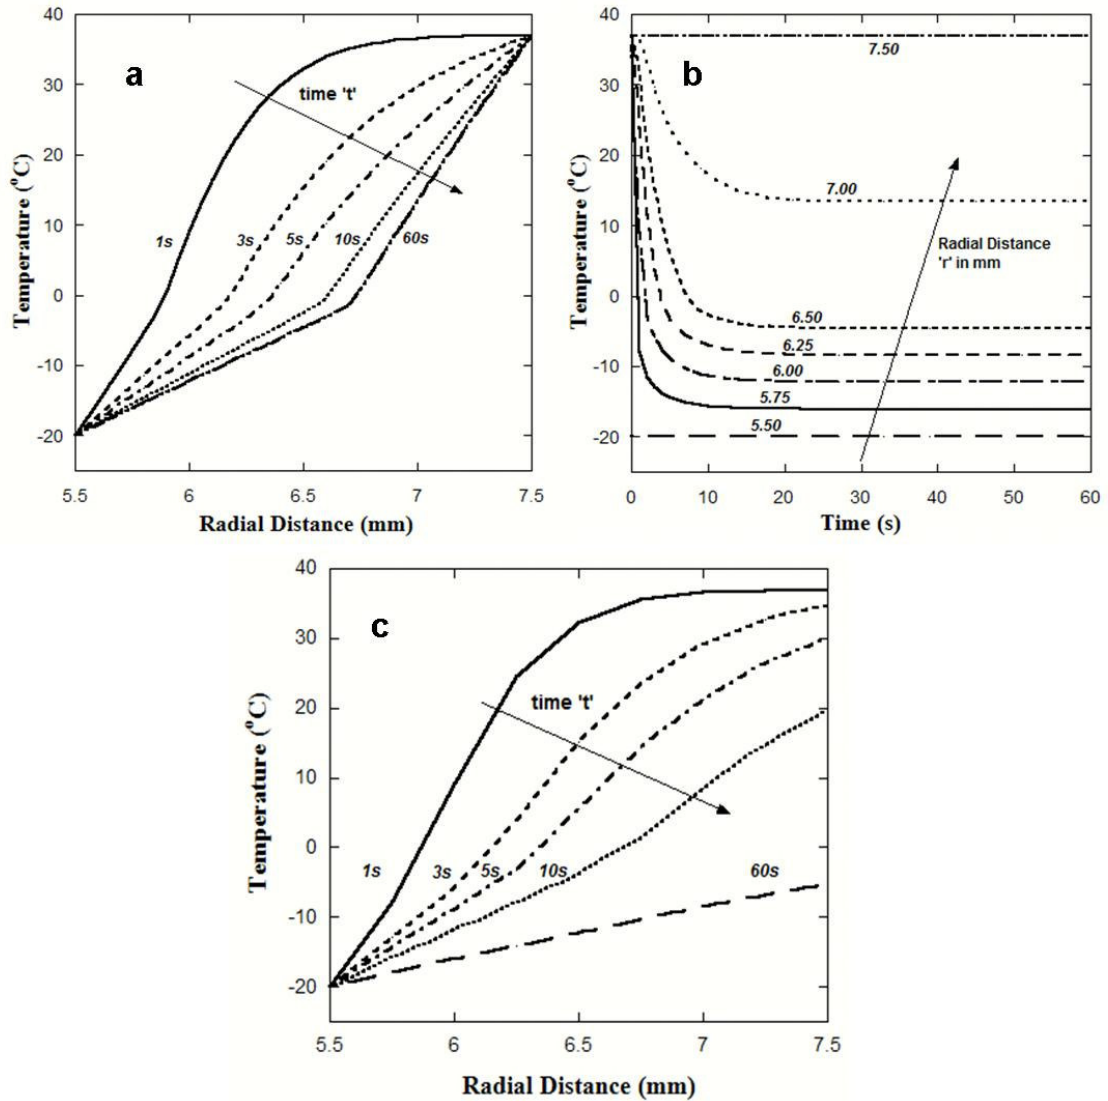 40
30
20
10
0
-10
-20
Temperature (°C)
a
time 't'
1s
3s
5s
10s
60s
5.5
6
6.5
7
7.5
Radial Distance (mm)
40
30
20
10
0
-10
-20
Temperature (°C)
b
7.50
7.00
Radial Distance
'r' in mm
6.50
6.25
6.00
5.75
5.50
0
10
20
30
40
50
60
Time (s)
40
30
20
10
0
-10
-20
Temperature (°C)
c
time 't'
1s
3s
5s
10s
60s
5.5
6
6.5
7
7.5
Radial Distance (mm)